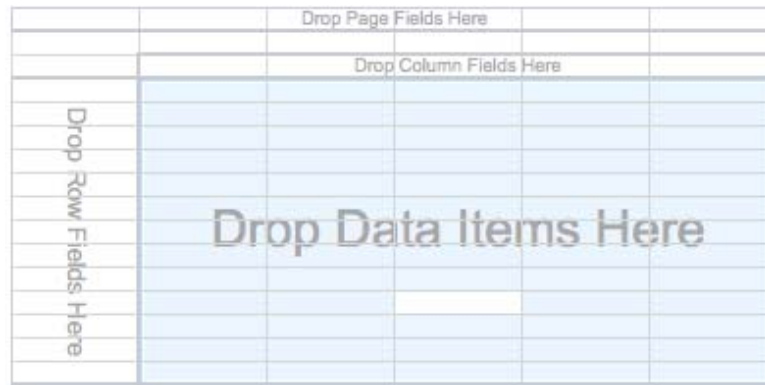 Drop Page Fields Here
Drop Column Fields Here
Drop Row Fields Here
Drop Data Items Here